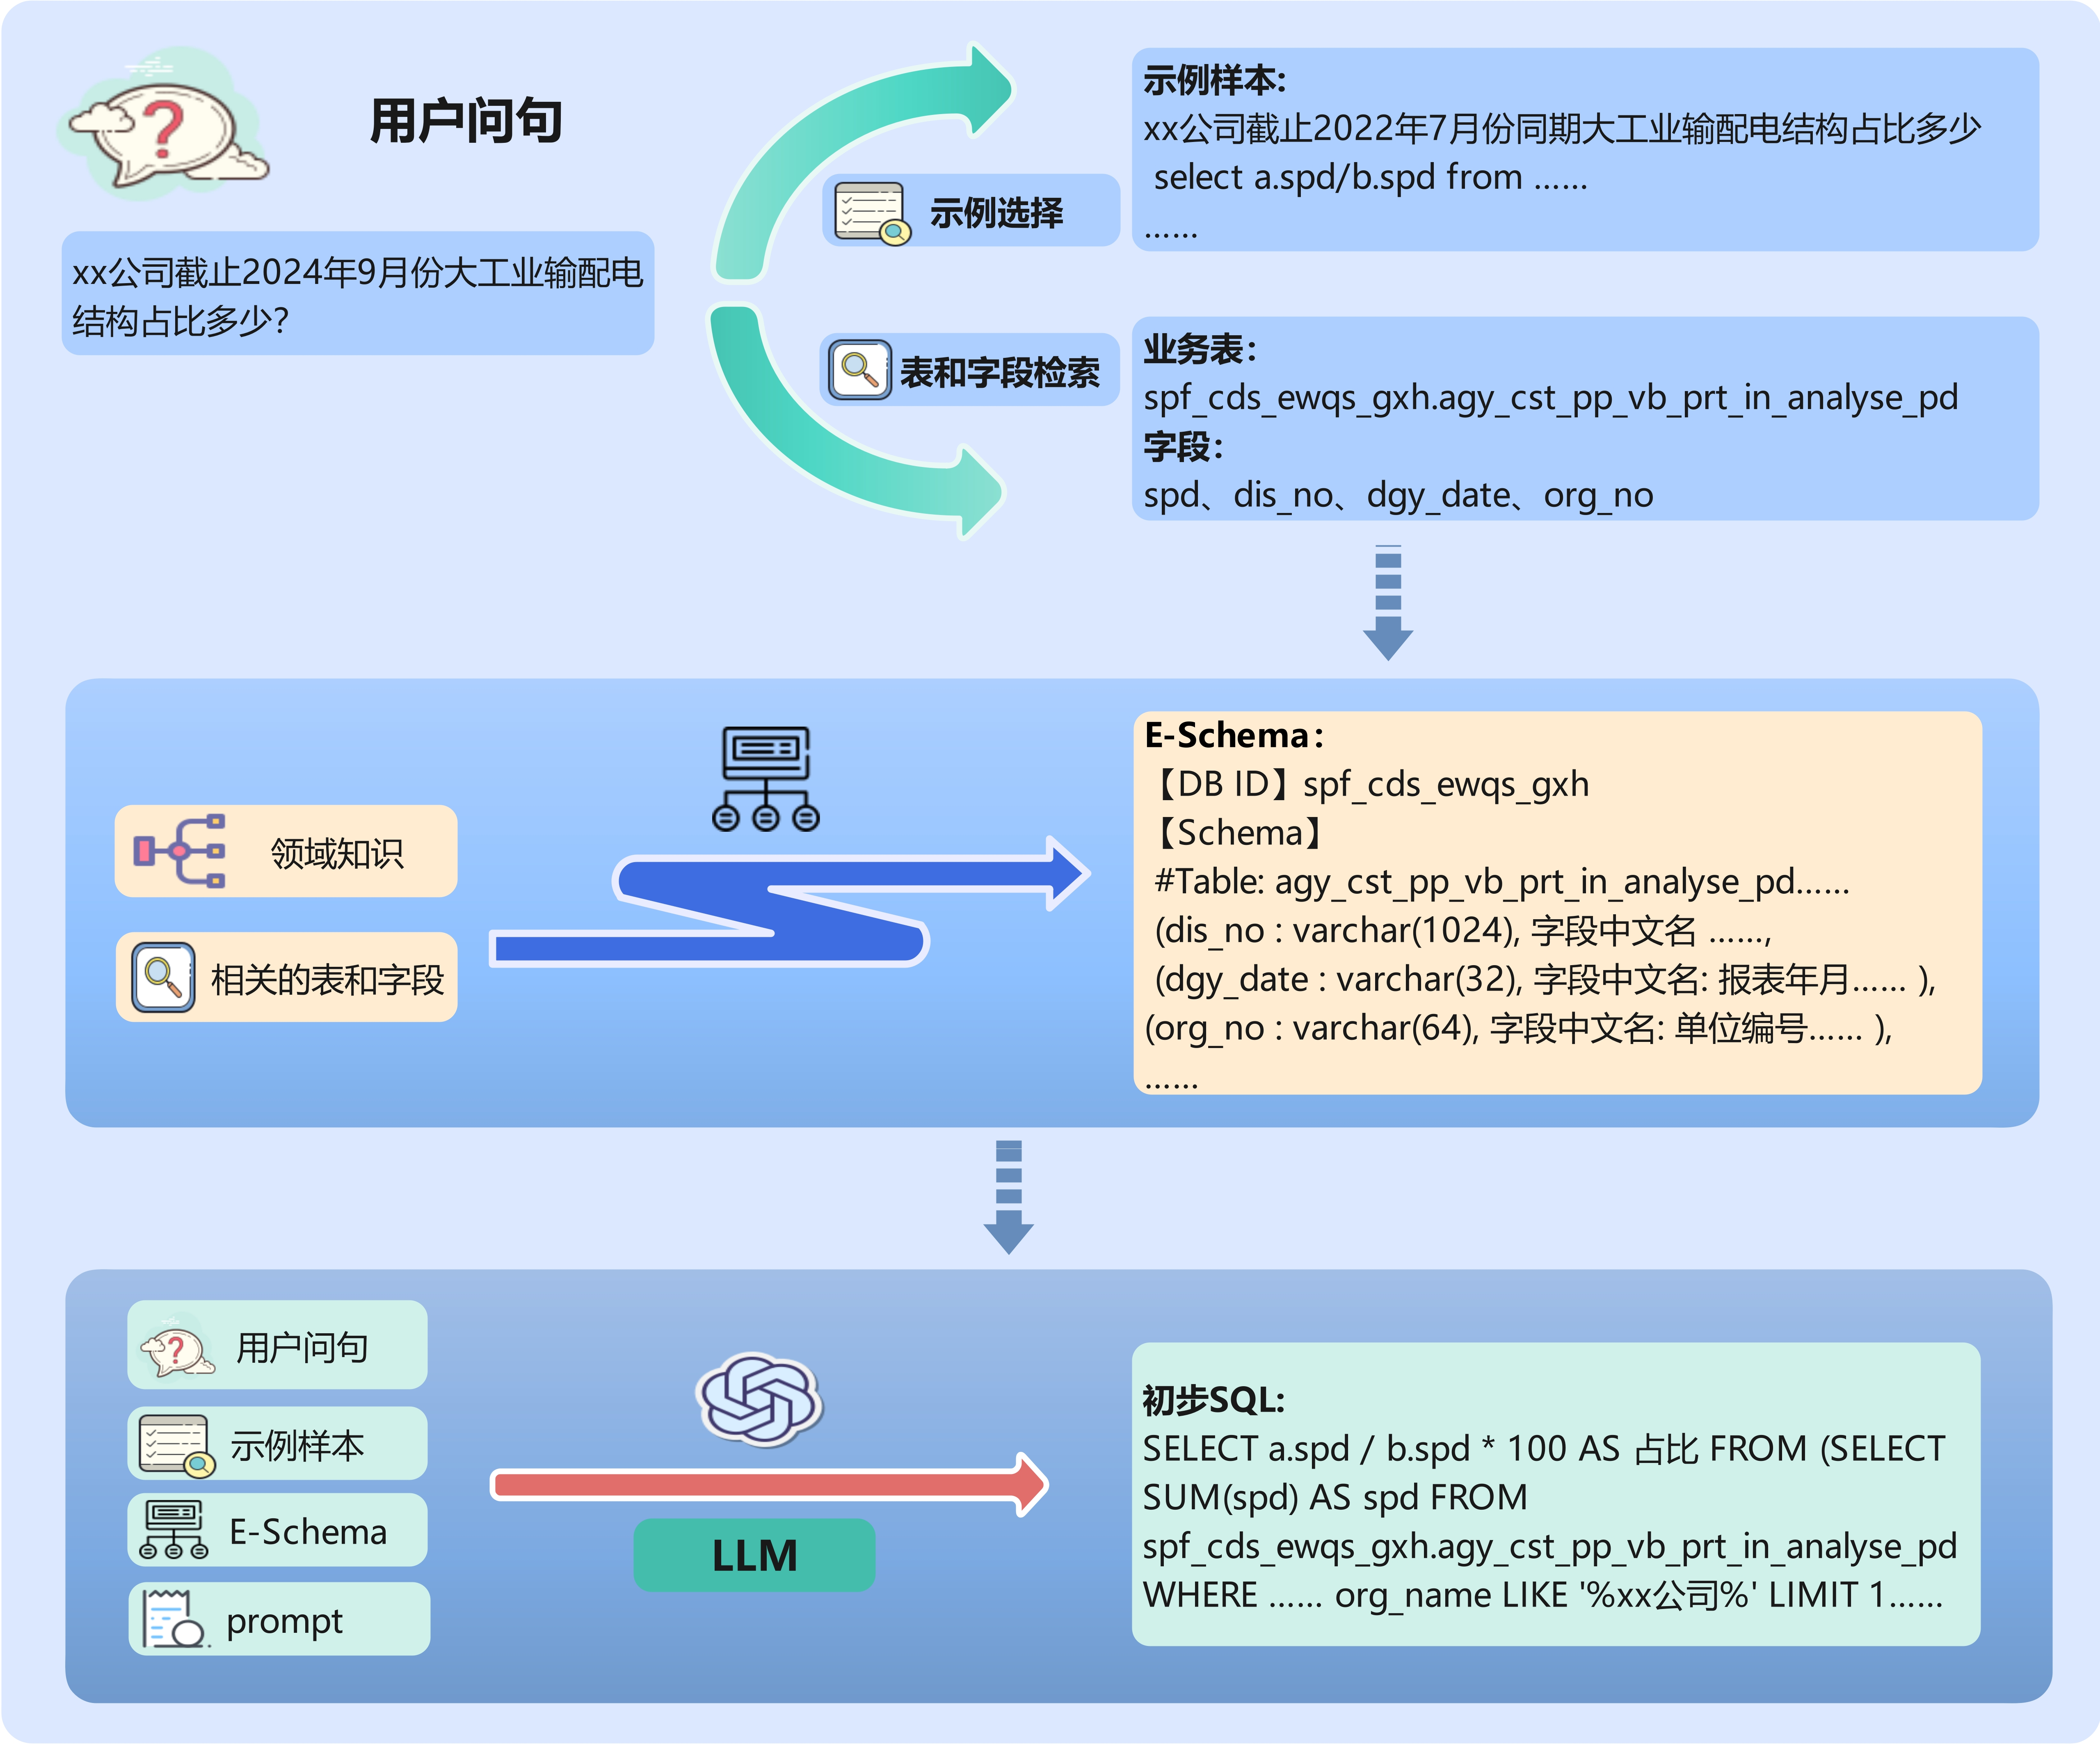 用户问句
xx公司截止2024年9月份大工业输配电
结构占比多少?
示例选择
表和字段检索
示例样本:
xx公司截止2022年7月份同期大工业输配电结构占比多少
select a.spd/b.spd from ……
……
业务表:
spf_cds_ewqs_gxh.agy_cst_pp_vb_prt_in_analyse_pd
字段:
spd、dis_no、dgy_date、org_no
领域知识
相关的表和字段
E-Schema:
【DB ID】spf_cds_ewqs_gxh
【Schema】
#Table: agy_cst_pp_vb_prt_in_analyse_pd……
(dis_no : varchar(1024), 字段中文名 ……,
(dgy_date : varchar(32), 字段中文名: 报表年月…… ),
(org_no : varchar(64), 字段中文名: 单位编号…… ),
……
用户问句
示例样本
E-Schema
prompt
LLM
初步SQL:
SELECT a.spd / b.spd * 100 AS 占比 FROM (SELECT
SUM(spd) AS spd FROM
spf_cds_ewqs_gxh.agy_cst_pp_vb_prt_in_analyse_pd
WHERE …… org_name LIKE '%xx公司%' LIMIT 1……